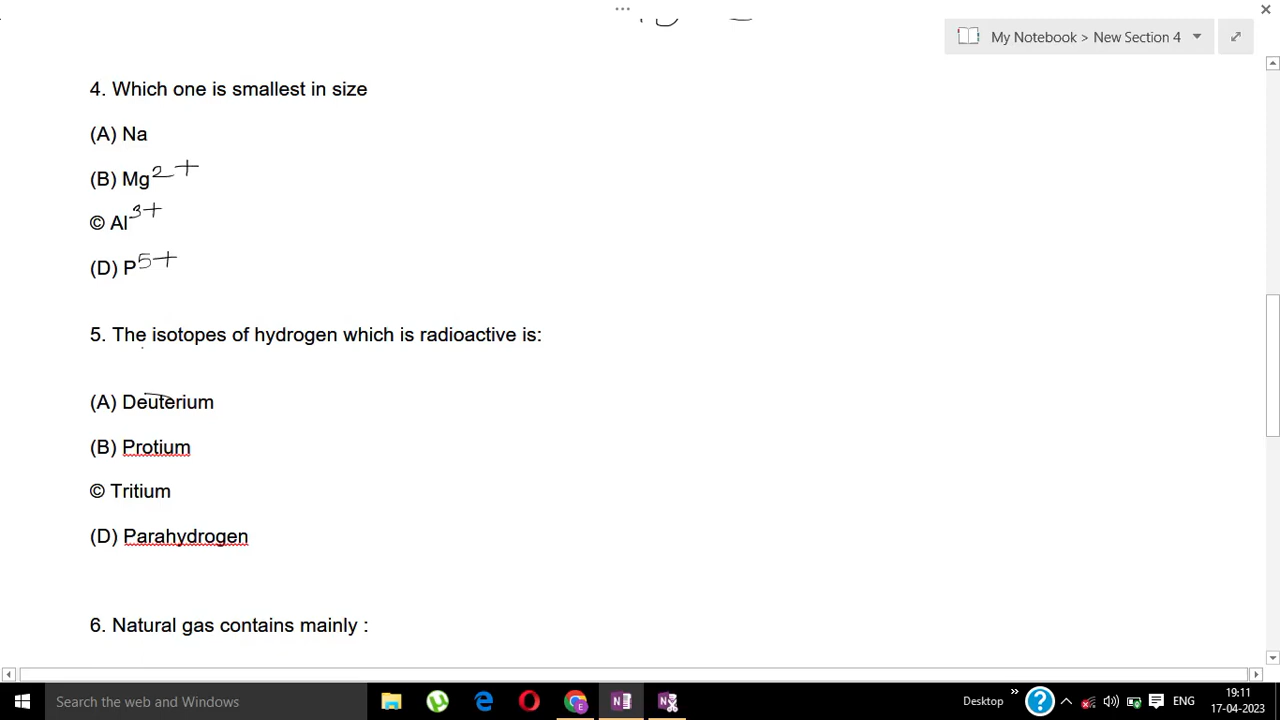 My Notebook > New Section 4
4. Which one is smallest in size
(A) Na
(B) Mg2+
© Al3+
(D) P5+
5. The isotopes of hydrogen which is radioactive is:
(A) Deuterium
(B) Protium
© Tritium
(D) Parahydrogen
6. Natural gas contains mainly :
Search the web and Windows
Desktop
ENG
19:11
17-04-2023